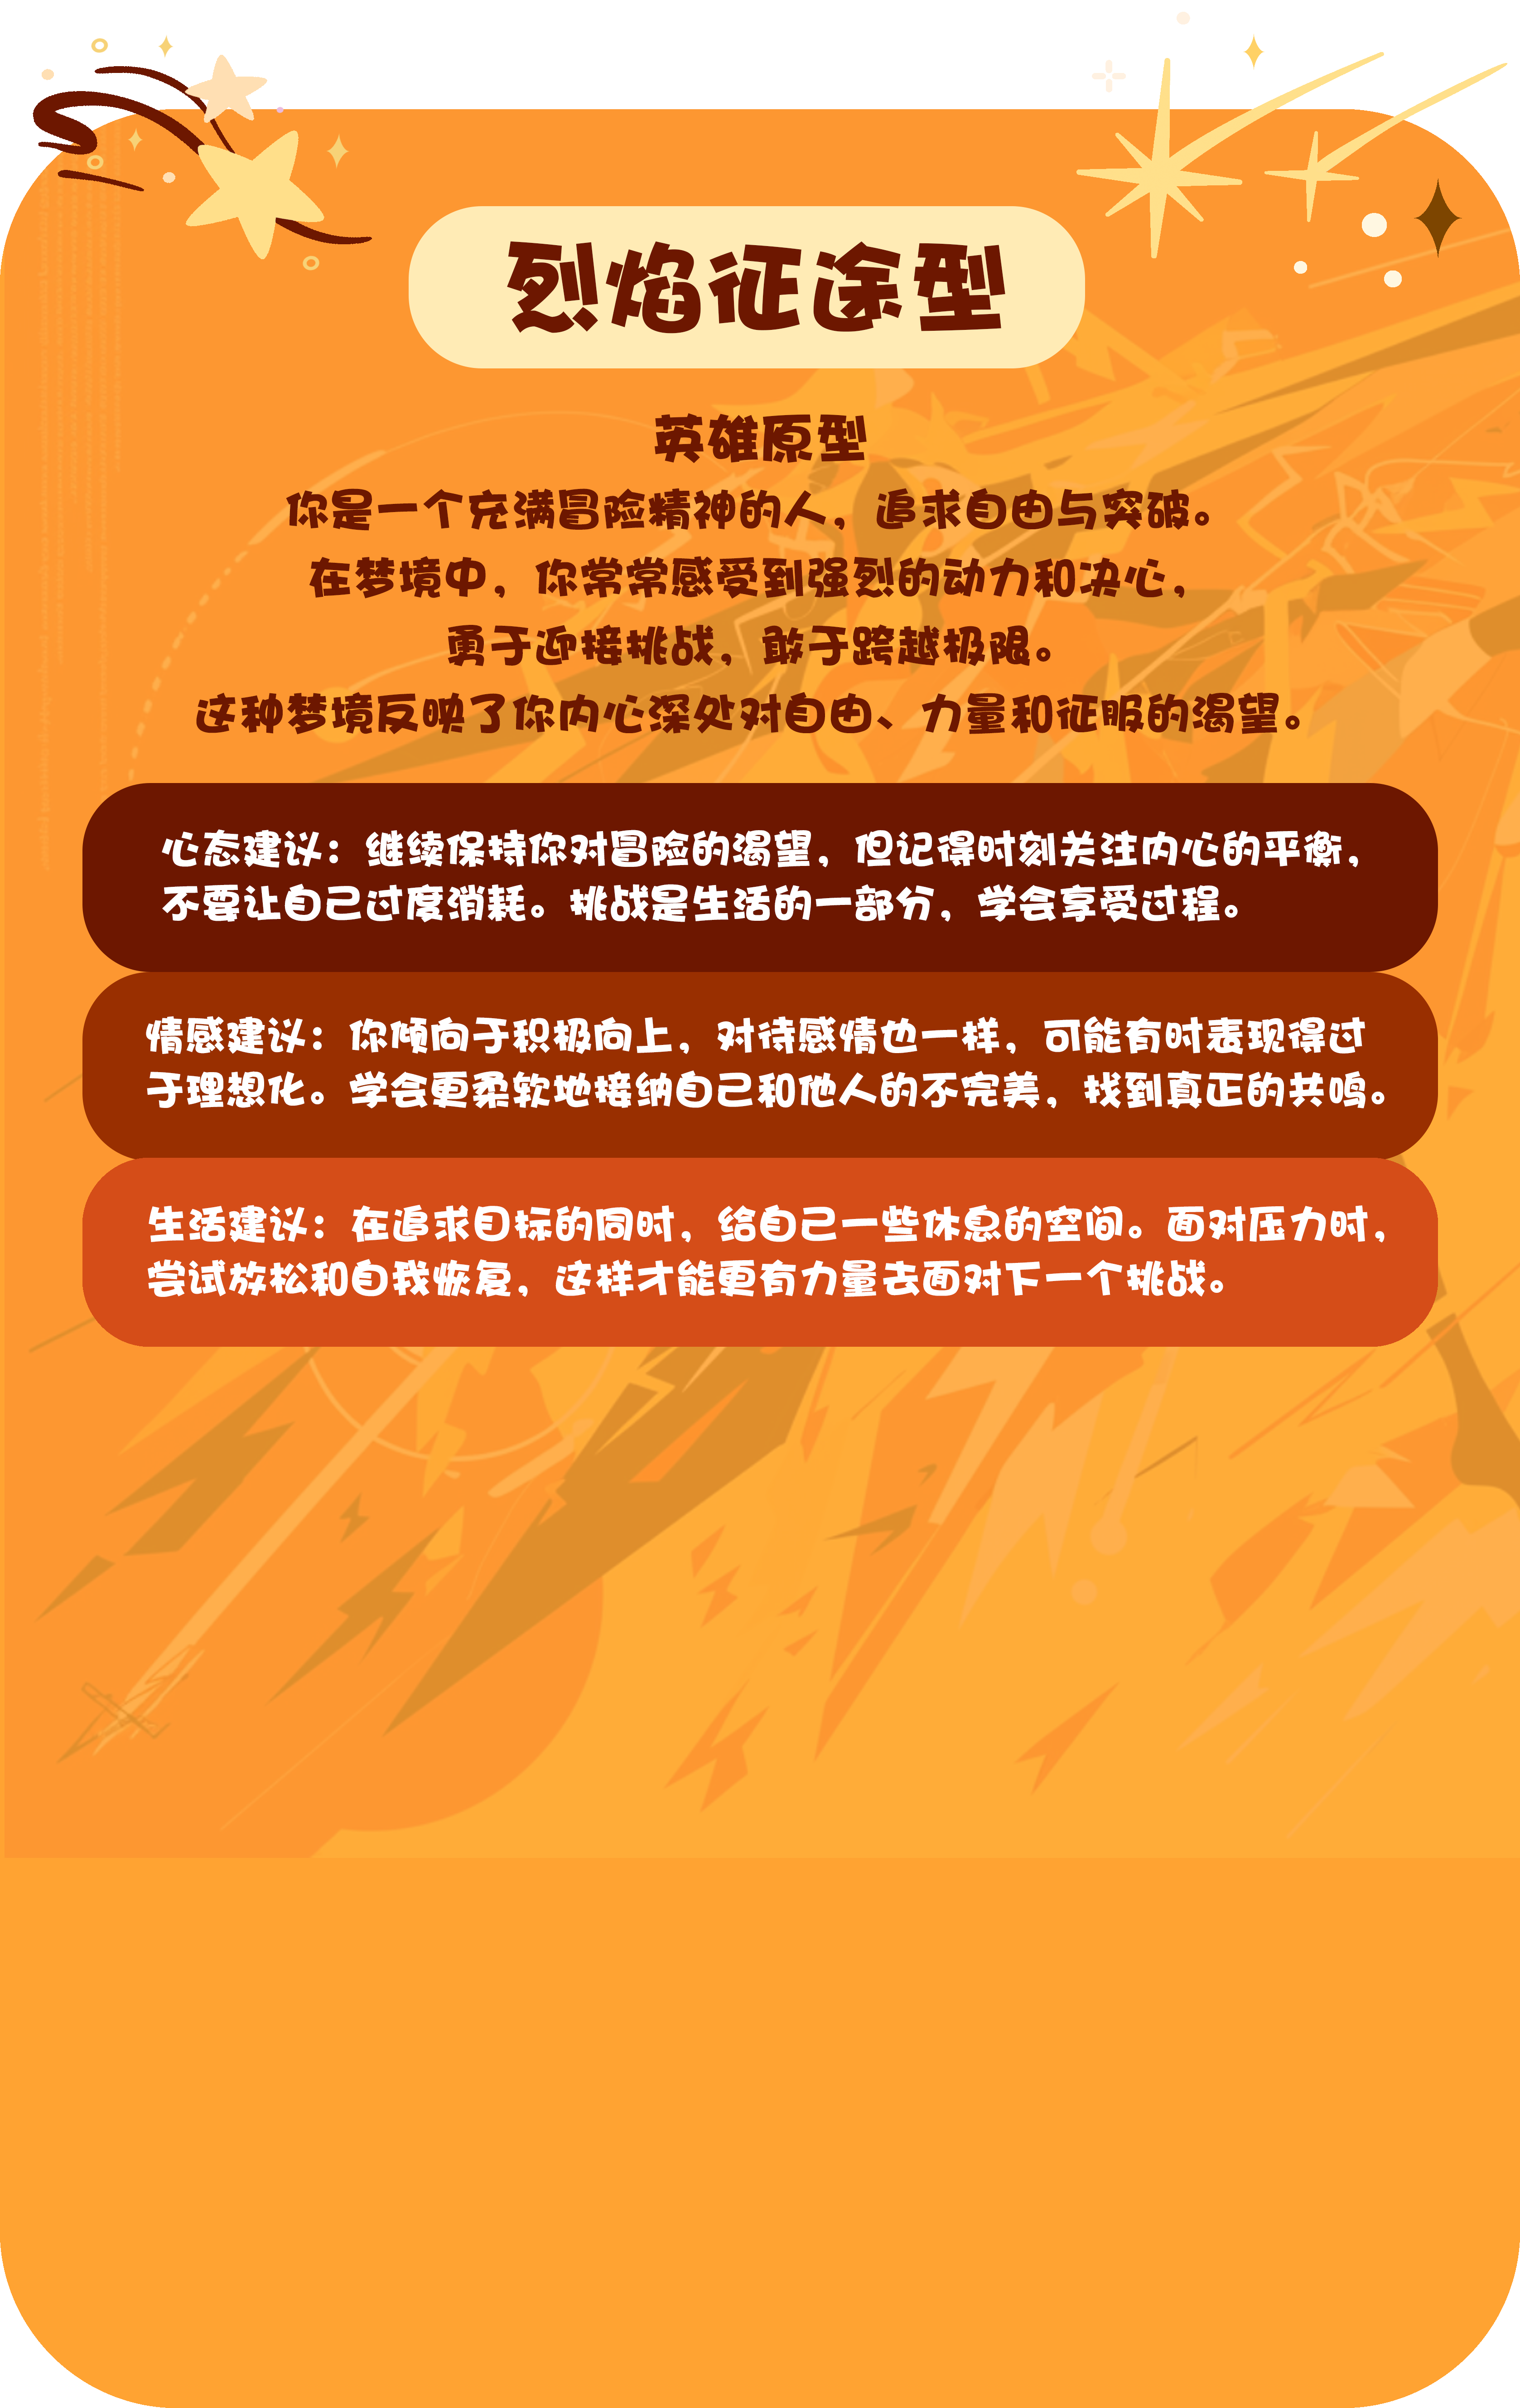 烈焰征途型
英雄原型
你是一个充满冒险精神的人，追求自由与突破。
在梦境中，你常常感受到强烈的动力和决心，
勇于迎接挑战，敢于跨越极限。
这种梦境反映了你内心深处对自由、力量和征服的渴望。
心态建议：继续保持你对冒险的渴望，但记得时刻关注内心的平衡，
不要让自己过度消耗。挑战是生活的一部分，学会享受过程。
情感建议：你倾向于积极向上，对待感情也一样，可能有时表现得过
于理想化。学会更柔软地接纳自己和他人的不完美，找到真正的共鸣。
生活建议：在追求目标的同时，给自己一些休息的空间。面对压力时，
尝试放松和自我恢复，这样才能更有力量去面对下一个挑战。